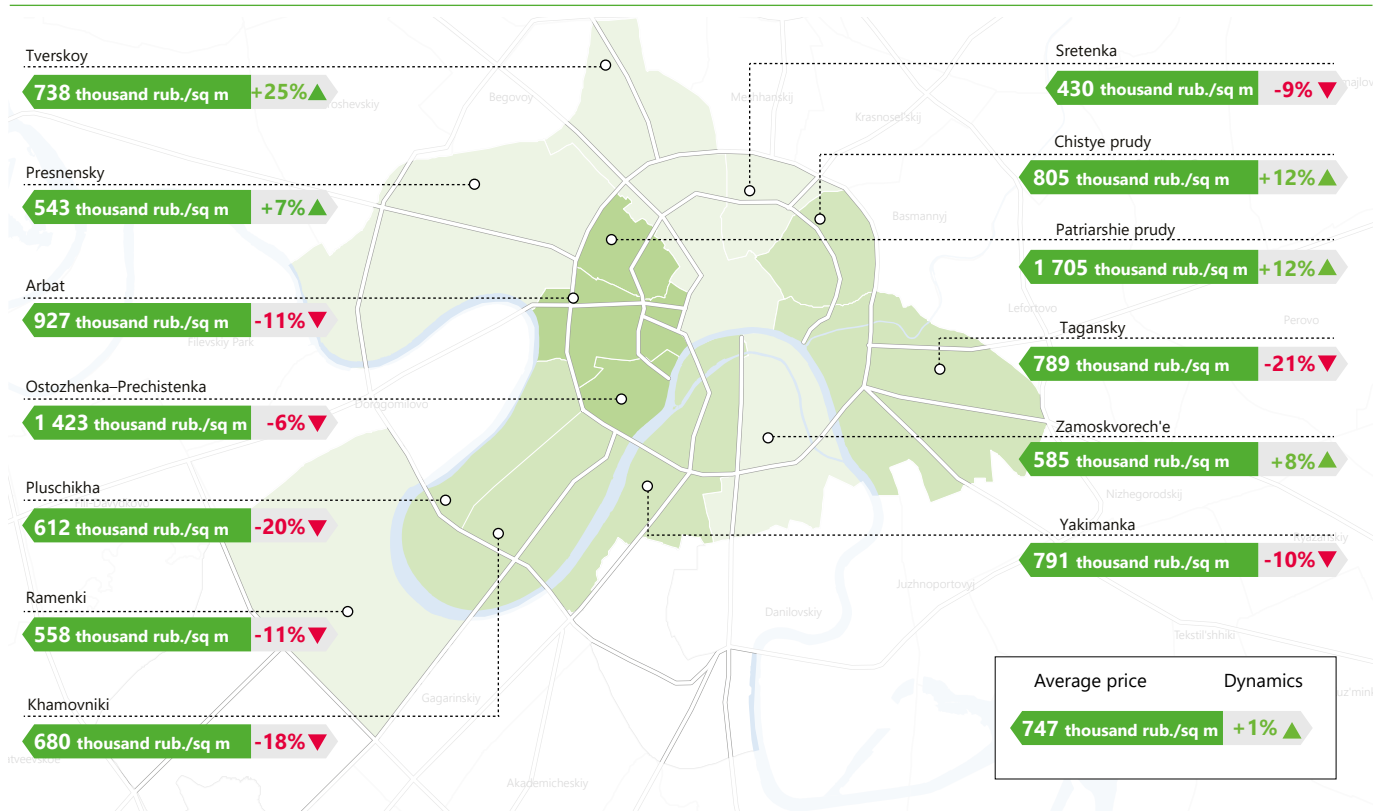 Tverskoy
738 thousand rub./sq m +25%
Presnensky
543 thousand rub./sq m +7%
Arbat
927 thousand rub./sq m -11%
Ostozhenka–Prechistenka
1 423 thousand rub./sq m -6%
Pluschikha
612 thousand rub./sq m -20%
Ramenki
558 thousand rub./sq m -11%
Khamovniki
680 thousand rub./sq m -18%
Sretenka
430 thousand rub./sq m -9%
Chistye prudy
805 thousand rub./sq m +12%
Patriarshie prudy
1 705 thousand rub./sq m +12%
Tagansky
789 thousand rub./sq m -21%
Zamoskvorech'e
585 thousand rub./sq m +8%
Yakimanka
791 thousand rub./sq m -10%
Average price Dynamics
747 thousand rub./sq m +1%
Begovoy
Krasnosel'skij
Basmannyj
Lefortovo
Perovo
Filevskiy Park
Dorogomilovo
Nizhegorodskij
Juzhnoportovyj
Danilovskiy
Tekstil'shhiki
Gagarinskiy
Akademicheskiy